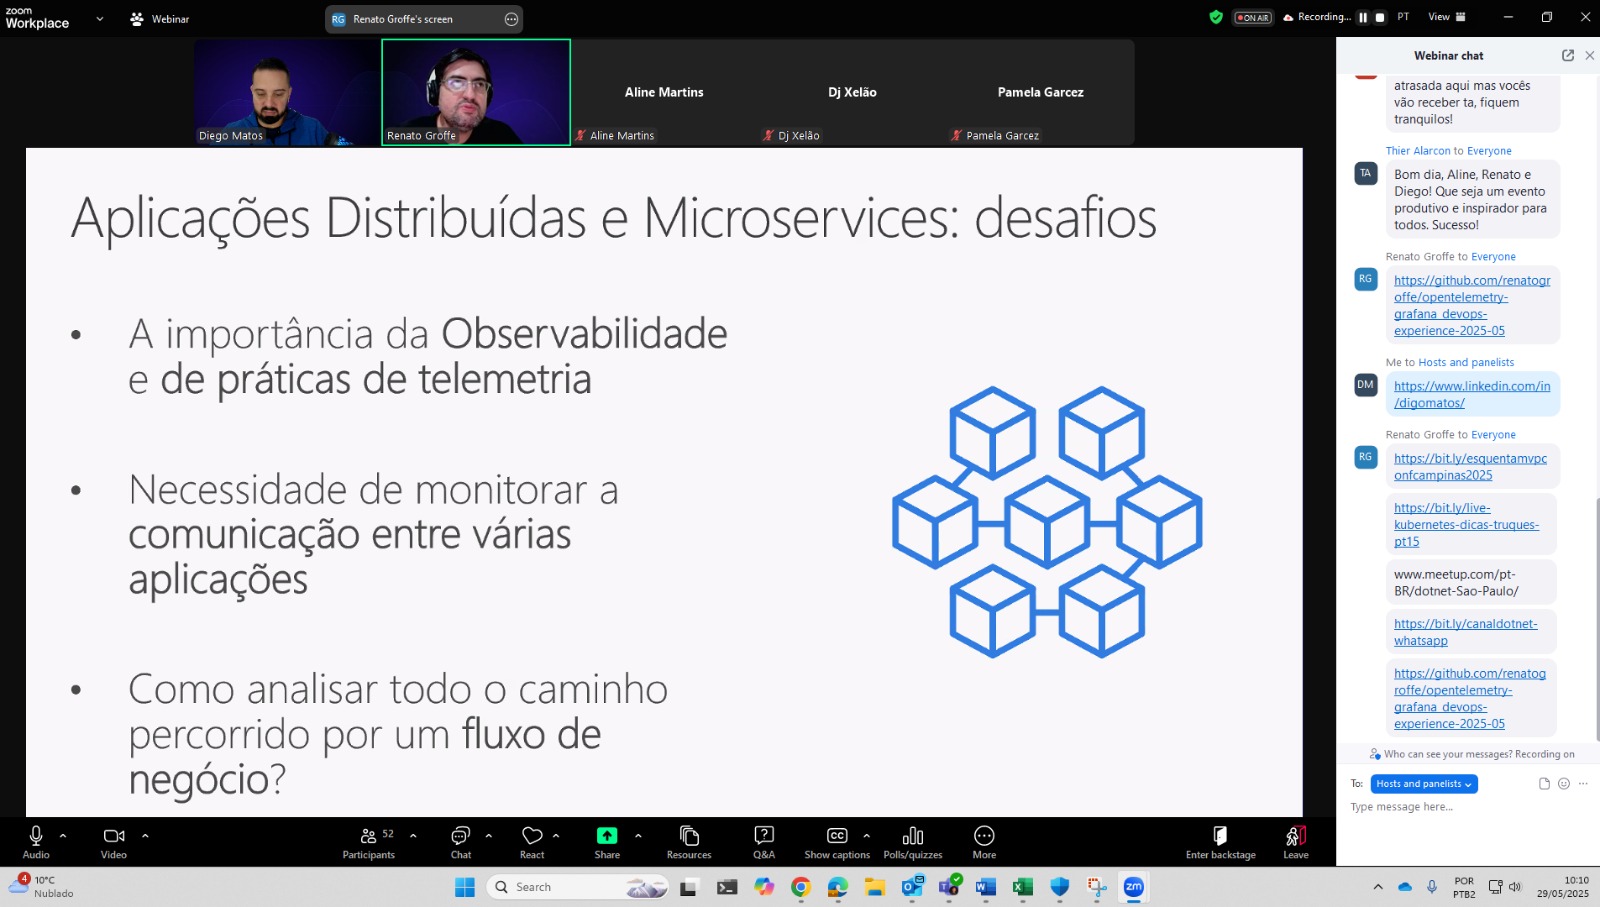 zoom
Workplace
Webinar
RG Renato Groffe's screen
ON AIR
Recording...
PT
View
Diego Matos
Renato Groffe
Aline Martins
Aline Martins
Dj Xelão
Dj Xelão
Pamela Garcez
Pamela Garcez
Aplicações Distribuídas e Microservices: desafios
• A importância da Observabilidade
e de práticas de telemetria
• Necessidade de monitorar a
comunicação entre várias
aplicações
• Como analisar todo o caminho
percorrido por um fluxo de
negócio?
Webinar chat
atrasada aqui mas vocês
vão receber ta, fiquem
tranquilos!
Thier Alarcon to Everyone
TA
Bom dia, Aline, Renato e
Diego! Que seja um evento
produtivo e inspirador para
todos. Sucesso!
Renato Groffe to Everyone
RG
https://github.com/renatogr
offe/opentelemetry-
grafana_devops-
experience-2025-05
Me to Hosts and panelists
DM
https://www.linkedin.com/in
/digomatos/
Renato Groffe to Everyone
RG
https://bit.ly/esquentamvpc
onfcampinas2025
https://bit.ly/live-
kubernetes-dicas-truques-
pt15
www.meetup.com/pt-
BR/dotnet-Sao-Paulo/
https://bit.ly/canaldotnet-
whatsapp
https://github.com/renatog
roffe/opentelemetry-
grafana_devops-
experience-2025-05
Who can see your messages? Recording on
To: Hosts and panelists
Type message here...
Audio
Video
52
Participants
Chat
React
Share
Resources
Q&A
CC
Show captions
Polls/quizzes
More
Enter backstage
Leave
4
10°C
Nublado
Search
zm
POR
PTB2
10:10
29/05/2025